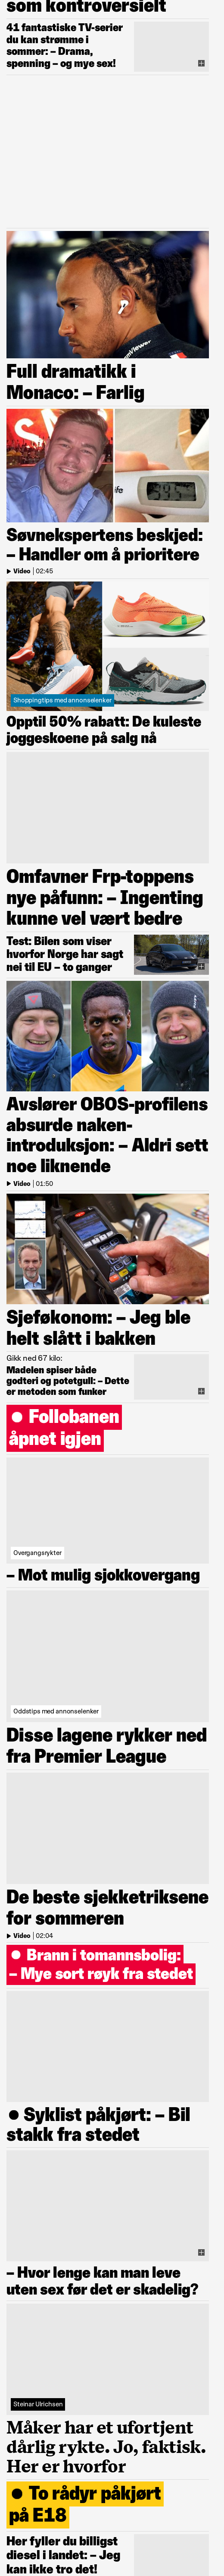 som kontroversielt
41 fantastiske TV-serier
du kan strømme i
sommer: – Drama,
spenning – og mye sex!
Full dramatikk i
Monaco: – Farlig
Søvnekspertens beskjed:
– Handler om å prioritere
Video | 02:45
Shoppingtips med annonselenker
Opptil 50% rabatt: De kuleste
joggeskoene på salg nå
Omfavner Frp-toppens
nye påfunn: – Ingenting
kunne vel vært bedre
Test: Bilen som viser
hvorfor Norge har sagt
nei til EU – to ganger
Avslører OBOS-profilens
absurde naken-
introduksjon: – Aldri sett
noe liknende
Video | 01:50
Sjeføkonom: – Jeg ble
helt slått i bakken
Gikk ned 67 kilo:
Madelen spiser både
godteri og potetgull: – Dette
er metoden som funker
● Follobanen
åpnet igjen
Overgangsrykter
– Mot mulig sjokkovergang
Oddstips med annonselenker
Disse lagene rykker ned
fra Premier League
De beste sjekketriksene
for sommeren
Video | 02:04
● Brann i tomannsbolig:
– Mye sort røyk fra stedet
● Syklist påkjørt: – Bil
stakk fra stedet
– Hvor lenge kan man leve
uten sex før det er skadelig?
Steinar Ulrichsen
Måker har et ufortjent
dårlig rykte. Jo, faktisk.
Her er hvorfor
● To rådyr påkjørt
på E18
Her fyller du billigst
diesel i landet: – Jeg
kan ikke tro det!